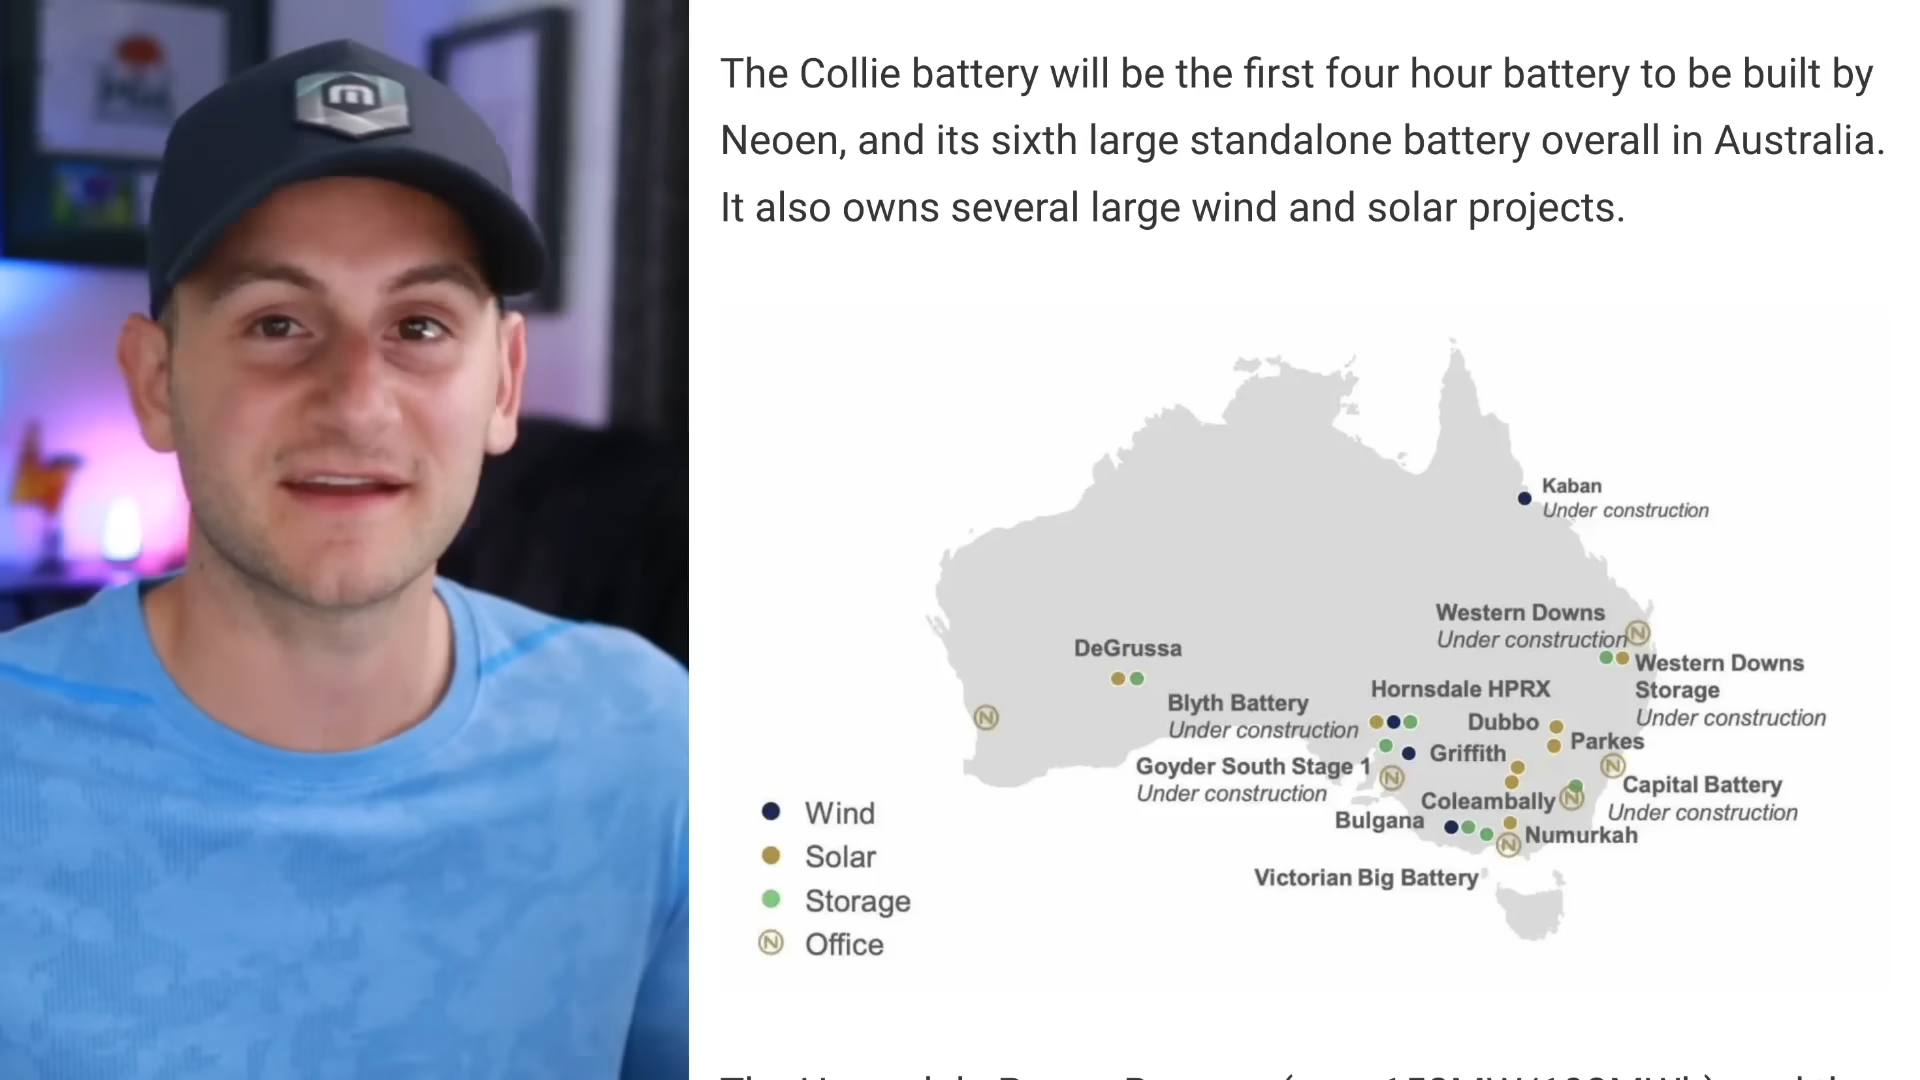 The Collie battery will be the first four hour battery to be built by
Neoen, and its sixth large standalone battery overall in Australia.
It also owns several large wind and solar projects.
Kaban
Under construction
Western Downs
Under construction
Western Downs
Storage
Under construction
DeGrussa
Hornsdale HPRX
Blyth Battery
Under construction
Dubbo
Parkes
Griffith
Goyder South Stage 1
Under construction
Capital Battery
Under construction
Coleambally
Bulgana
Numurkah
Victorian Big Battery
Wind
Solar
Storage
N Office